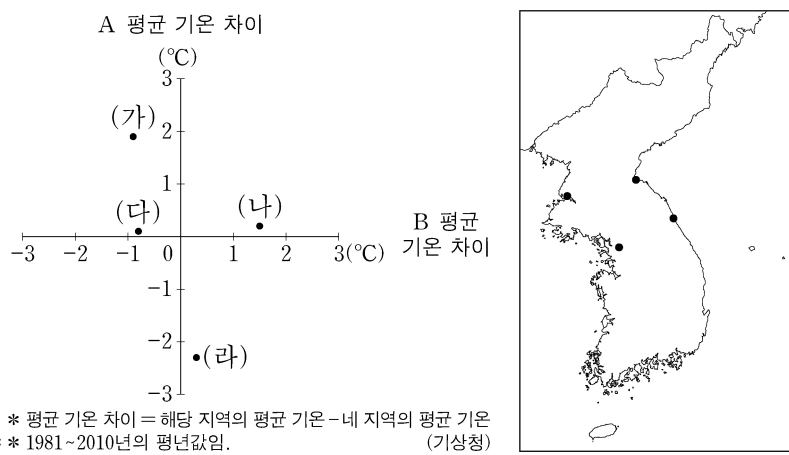 A 평균 기온 차이
(℃)
3
(가)
2
1
(다)
(나)
B 평균
기온 차이
-3 -2 -1 0 1 2 3(℃)
-1
-2
(라)
-3
* 평균 기온 차이=해당 지역의 평균 기온-네 지역의 평균 기온
* * 1981~2010년의 평년값임. (기상청)